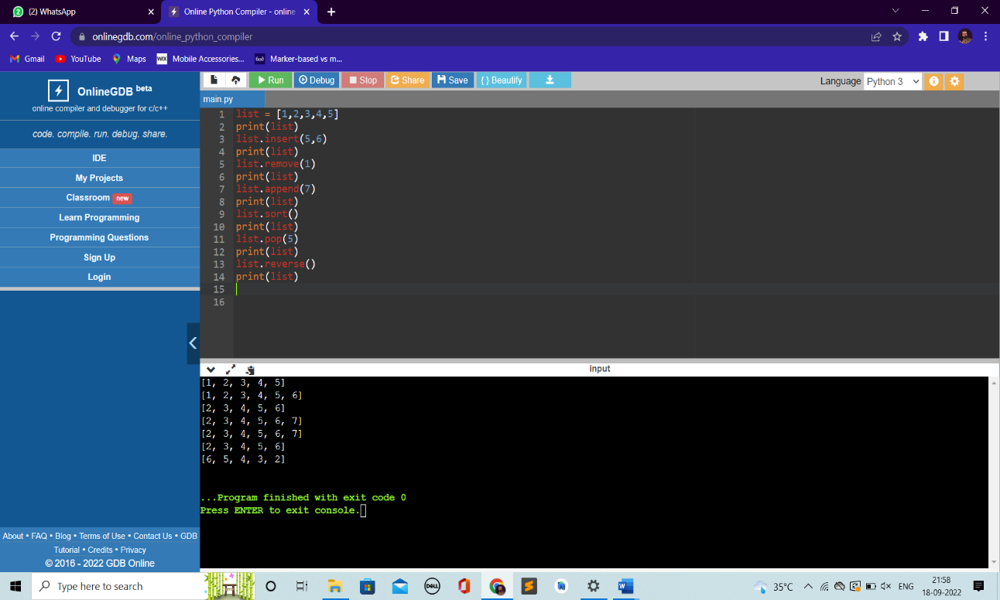 (2) WhatsApp
Online Python Compiler - online
onlinegdb.com/online_python_compiler
Gmail YouTube Maps WIX Mobile Accessories... Marker-based vs m...
OnlineGDB beta
online compiler and debugger for c/c++
code. compile. run. debug. share.
IDE
My Projects
Classroom new
Learn Programming
Programming Questions
Sign Up
Login
About • FAQ • Blog • Terms of Use • Contact Us • GDB
Tutorial • Credits • Privacy
© 2016 - 2022 GDB Online
Run Debug Stop Share Save { } Beautify
Language Python 3
main.py
1 list = [1,2,3,4,5]
2 print(list)
3 list.insert(5,6)
4 print(list)
5 list.remove(1)
6 print(list)
7 list.append(7)
8 print(list)
9 list.sort()
10 print(list)
11 list.pop(5)
12 print(list)
13 list.reverse()
14 print(list)
15
16
input
[1, 2, 3, 4, 5]
[1, 2, 3, 4, 5, 6]
[2, 3, 4, 5, 6]
[2, 3, 4, 5, 6, 7]
[2, 3, 4, 5, 6, 7]
[2, 3, 4, 5, 6]
[6, 5, 4, 3, 2]
...Program finished with exit code 0
Press ENTER to exit console.
Type here to search
DELL
35°C
ENG
21:58
18-09-2022